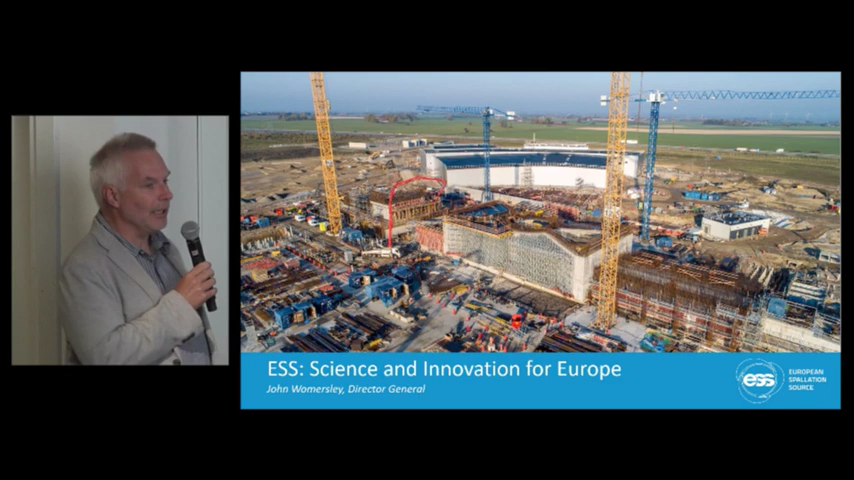 ESS: Science and Innovation for Europe
John Womersley, Director General
ess
EUROPEAN
SPALLATION
SOURCE